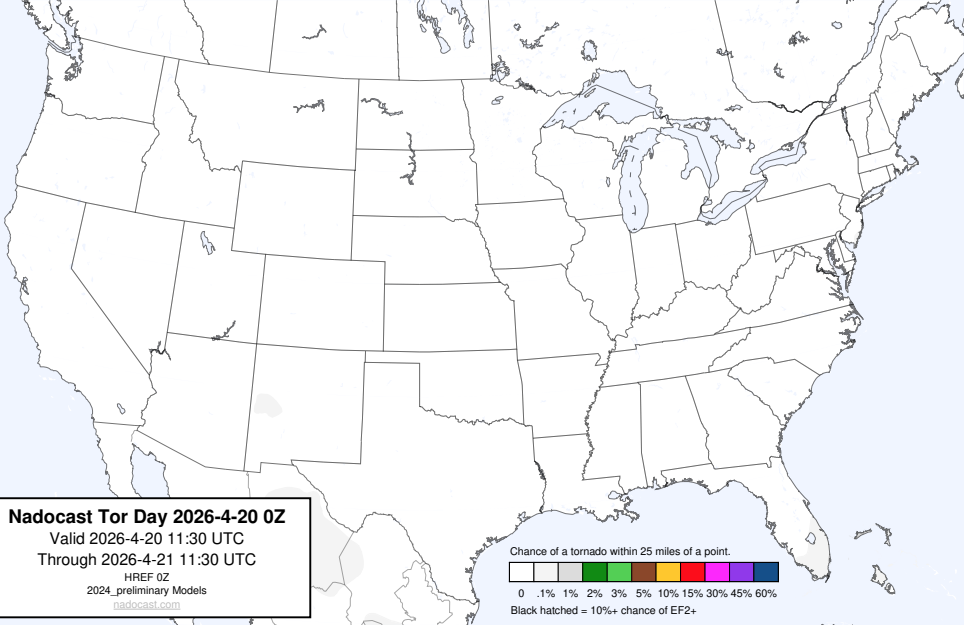 Nadocast Tor Day 2026-4-20 0Z
Valid 2026-4-20 11:30 UTC
Through 2026-4-21 11:30 UTC
HREF 0Z
2024_preliminary Models
nadocast.com
Chance of a tornado within 25 miles of a point.
0 .1% 1% 2% 3% 5% 10% 15% 30% 45% 60%
Black hatched = 10%+ chance of EF2+